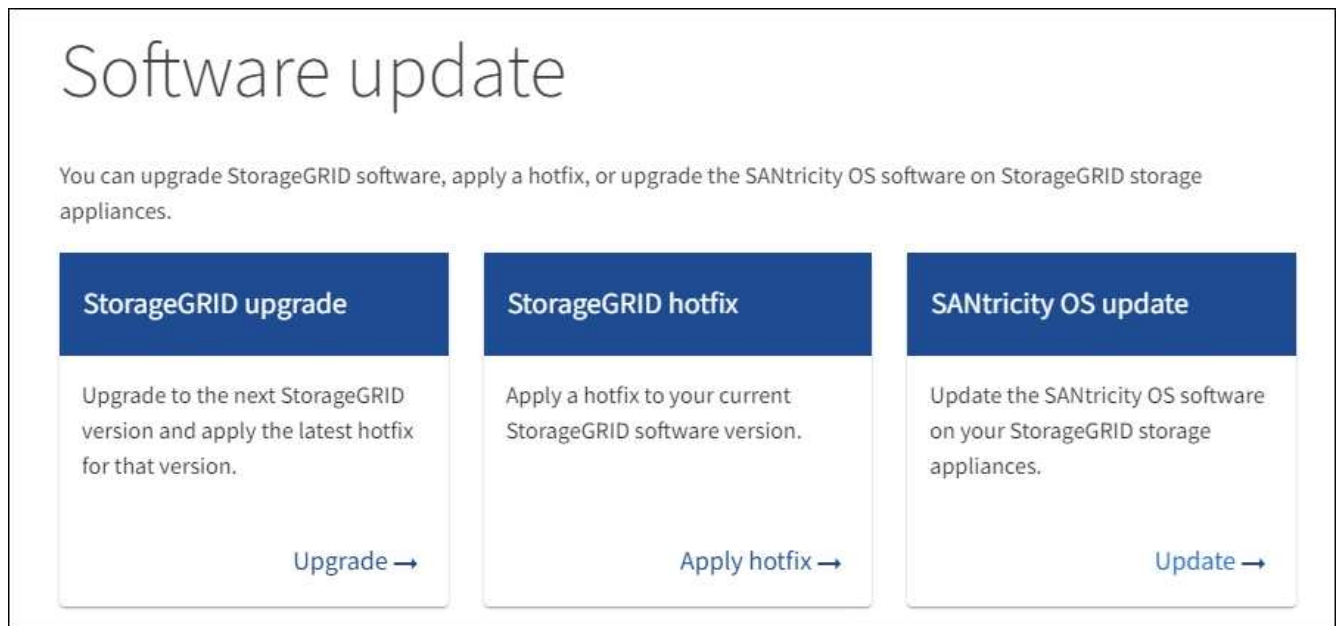 Software update
You can upgrade StorageGRID software, apply a hotfix, or upgrade the SANtricity OS software on StorageGRID storage
appliances.
StorageGRID upgrade
Upgrade to the next StorageGRID
version and apply the latest hotfix
for that version.
Upgrade →
StorageGRID hotfix
Apply a hotfix to your current
StorageGRID software version.
Apply hotfix →
SANtricity OS update
Update the SANtricity OS software
on your StorageGRID storage
appliances.
Update →